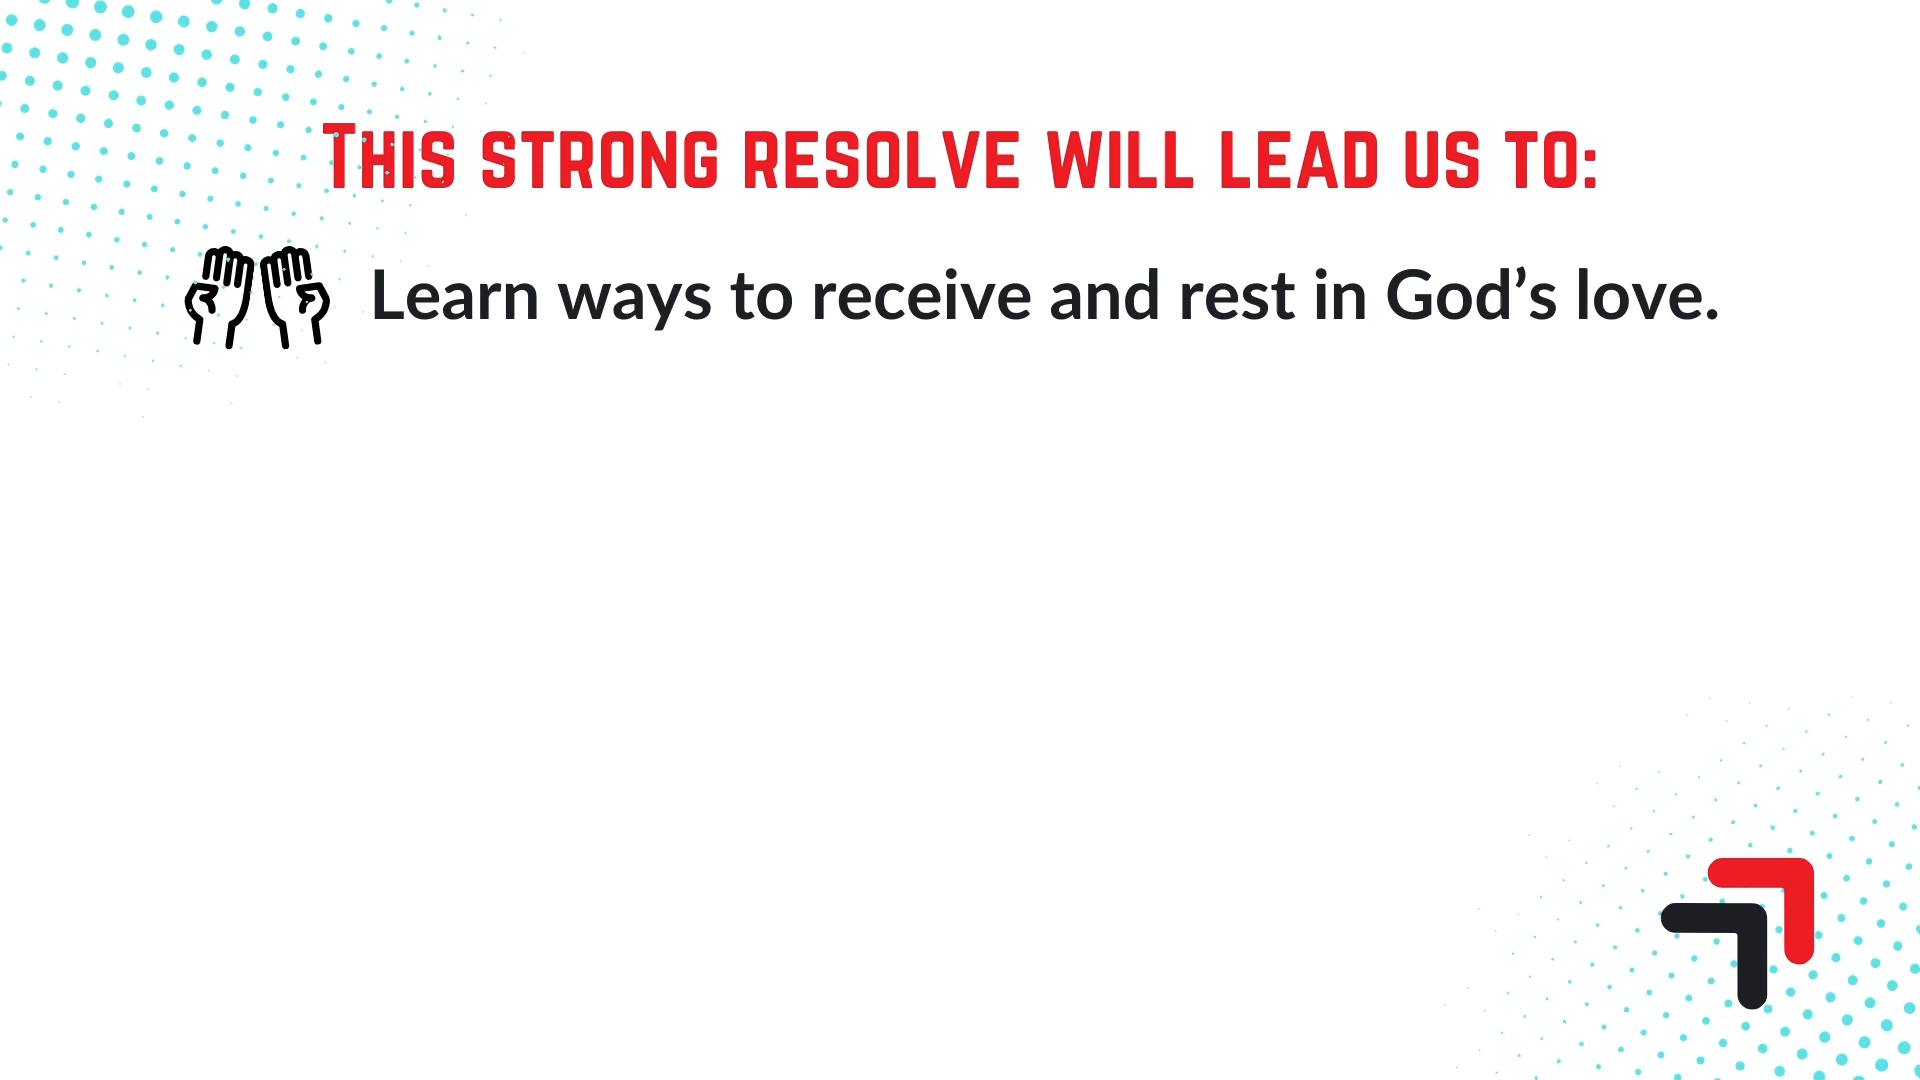 This strong resolve will lead us to:
Learn ways to receive and rest in God’s love.